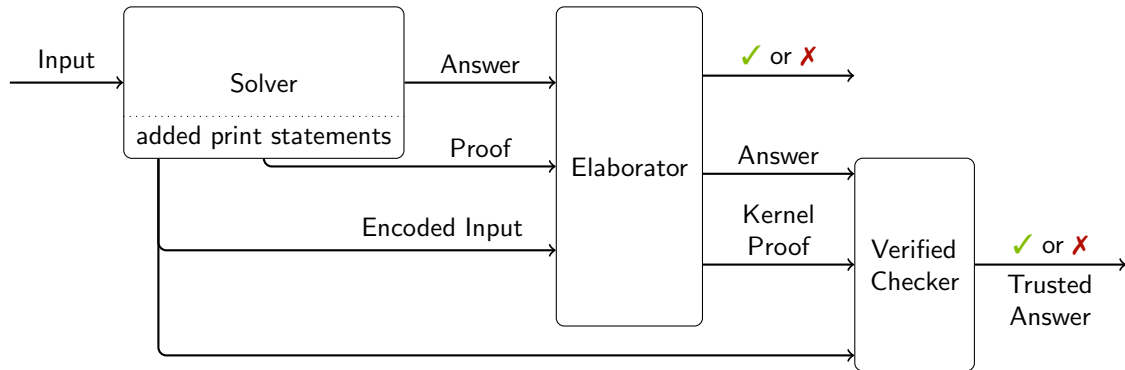 Input
Solver
added print statements
Answer
Proof
Encoded Input
Elaborator
✓ or ✗
Answer
Kernel
Proof
Verified
Checker
✓ or ✗
Trusted
Answer